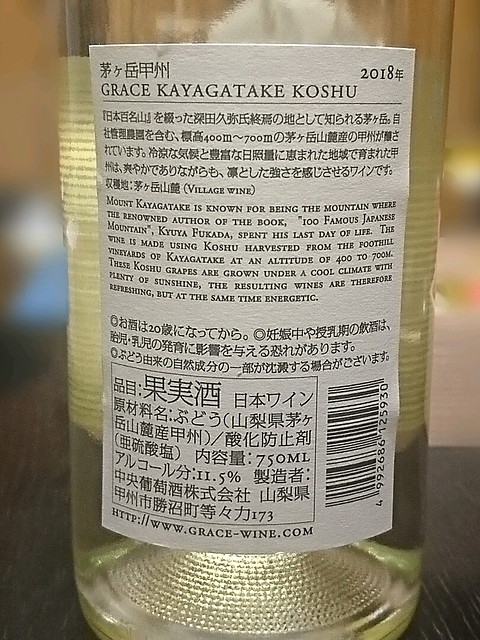 茅ヶ岳甲州 2018年
GRACE KAYAGATAKE KOSHU
『日本百名山』を綴った深田久弥氏終焉の地として知られる茅ヶ岳。自
社管理農園を含む、標高400m～700mの茅ヶ岳山麓産の甲州が醸さ
れています。冷涼な気候と豊富な日照量に恵まれた地域で育まれた甲
州は、爽やかでありながらも、凛とした強さを感じさせるワインです。
収穫地：茅ヶ岳山麓 (VILLAGE WINE)
MOUNT KAYAGATAKE IS KNOWN FOR BEING THE MOUNTAIN WHERE
THE RENOWNED AUTHOR OF THE BOOK, "100 FAMOUS JAPANESE
MOUNTAIN", KYUYA FUKADA, SPENT HIS LAST DAY OF LIFE. THE
WINE IS MADE USING KOSHU HARVESTED FROM THE FOOTHILL
VINEYARDS OF KAYAGATAKE AT AN ALTITUDE OF 400 TO 700M.
THESE KOSHU GRAPES ARE GROWN UNDER A COOL CLIMATE WITH
PLENTY OF SUNSHINE, THE RESULTING WINES ARE THEREFORE
REFRESHING, BUT AT THE SAME TIME ENERGETIC.
◎お酒は20歳になってから。◎妊娠中や授乳期の飲酒は、
胎児・乳児の発育に影響を与える恐れがあります。
◎ぶどう由来の自然成分の一部が沈澱する場合がございます。
品目：果実酒 日本ワイン
原材料名：ぶどう(山梨県茅ヶ
岳山麓産甲州)／酸化防止剤
(亜硫酸塩) 内容量：750ML
アルコール分：11.5% 製造者：
中央葡萄酒株式会社 山梨県
甲州市勝沼町等々力173
HTTP://WWW.GRACE-WINE.COM
4 992686 125930